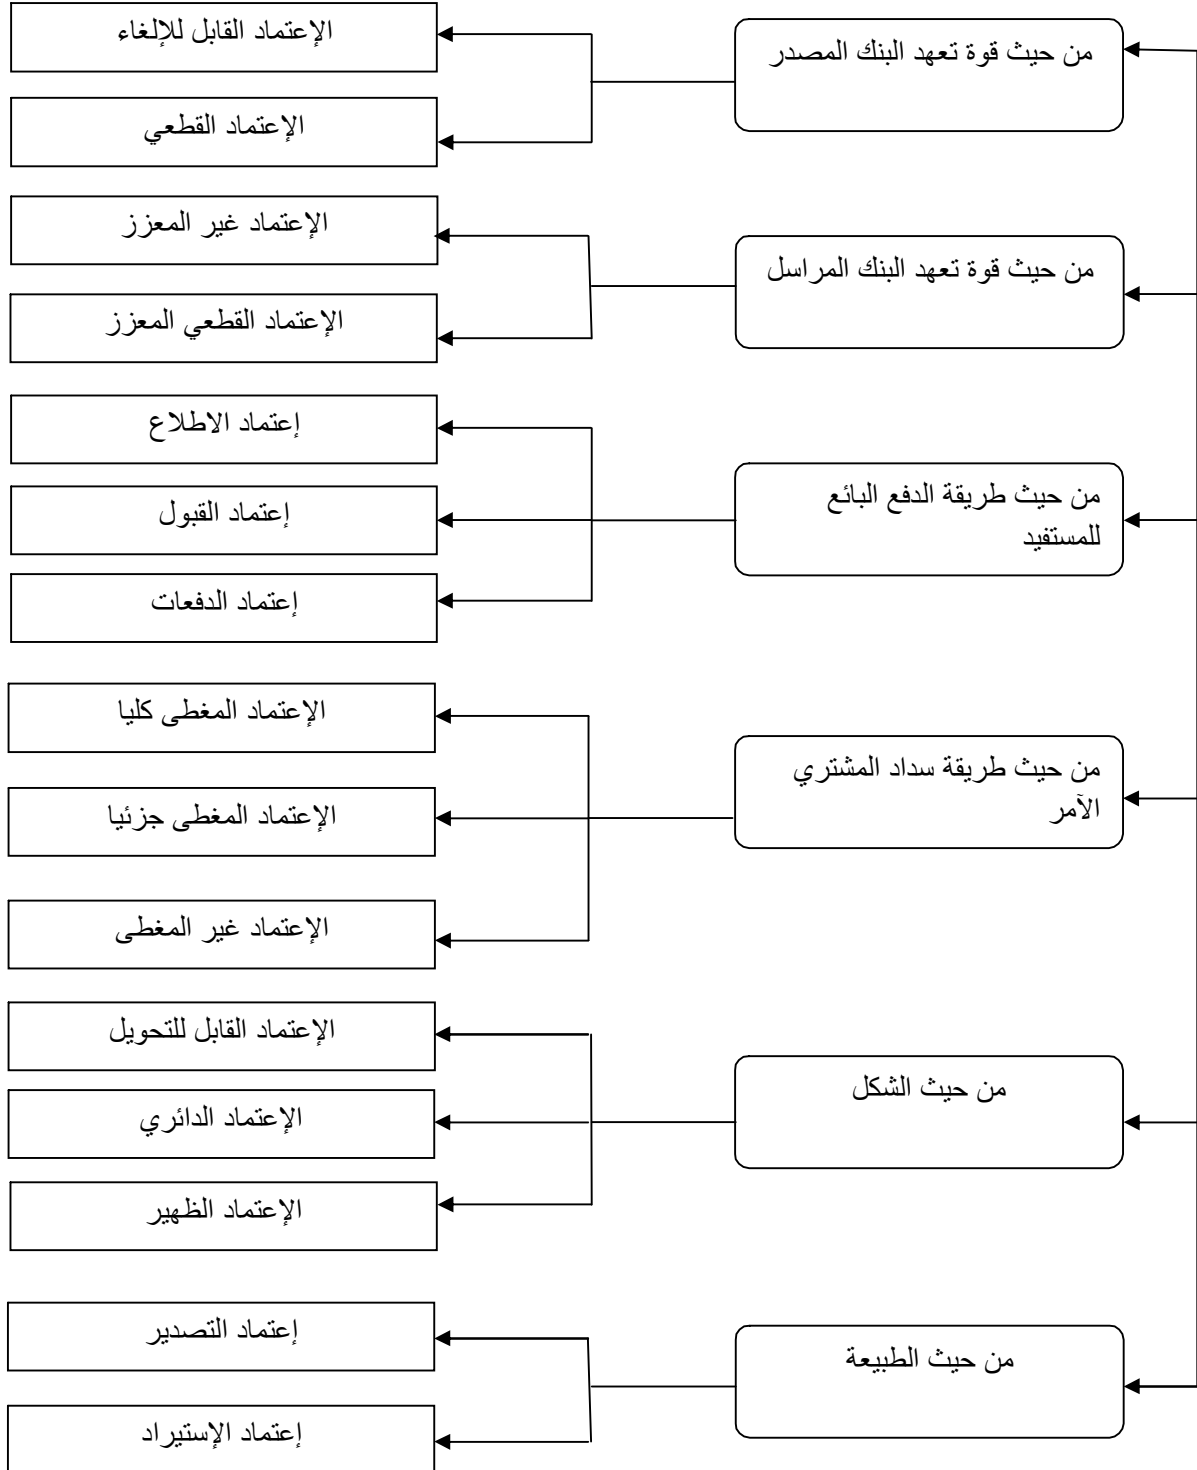 من حيث قوة تعهد البنك المصدر
الإعتماد القابل للإلغاء
الإعتماد القطعي
من حيث قوة تعهد البنك المراسل
الإعتماد غير المعزز
الإعتماد القطعي المعزز
من حيث طريقة الدفع البائع
للمستفيد
إعتماد الاطلاع
إعتماد القبول
إعتماد الدفعات
من حيث طريقة سداد المشتري
الآمر
الإعتماد المغطى كليا
الإعتماد المغطى جزئيا
الإعتماد غير المغطى
من حيث الشكل
الإعتماد القابل للتحويل
الإعتماد الدائري
الإعتماد الظهير
من حيث الطبيعة
إعتماد التصدير
إعتماد الإستيراد